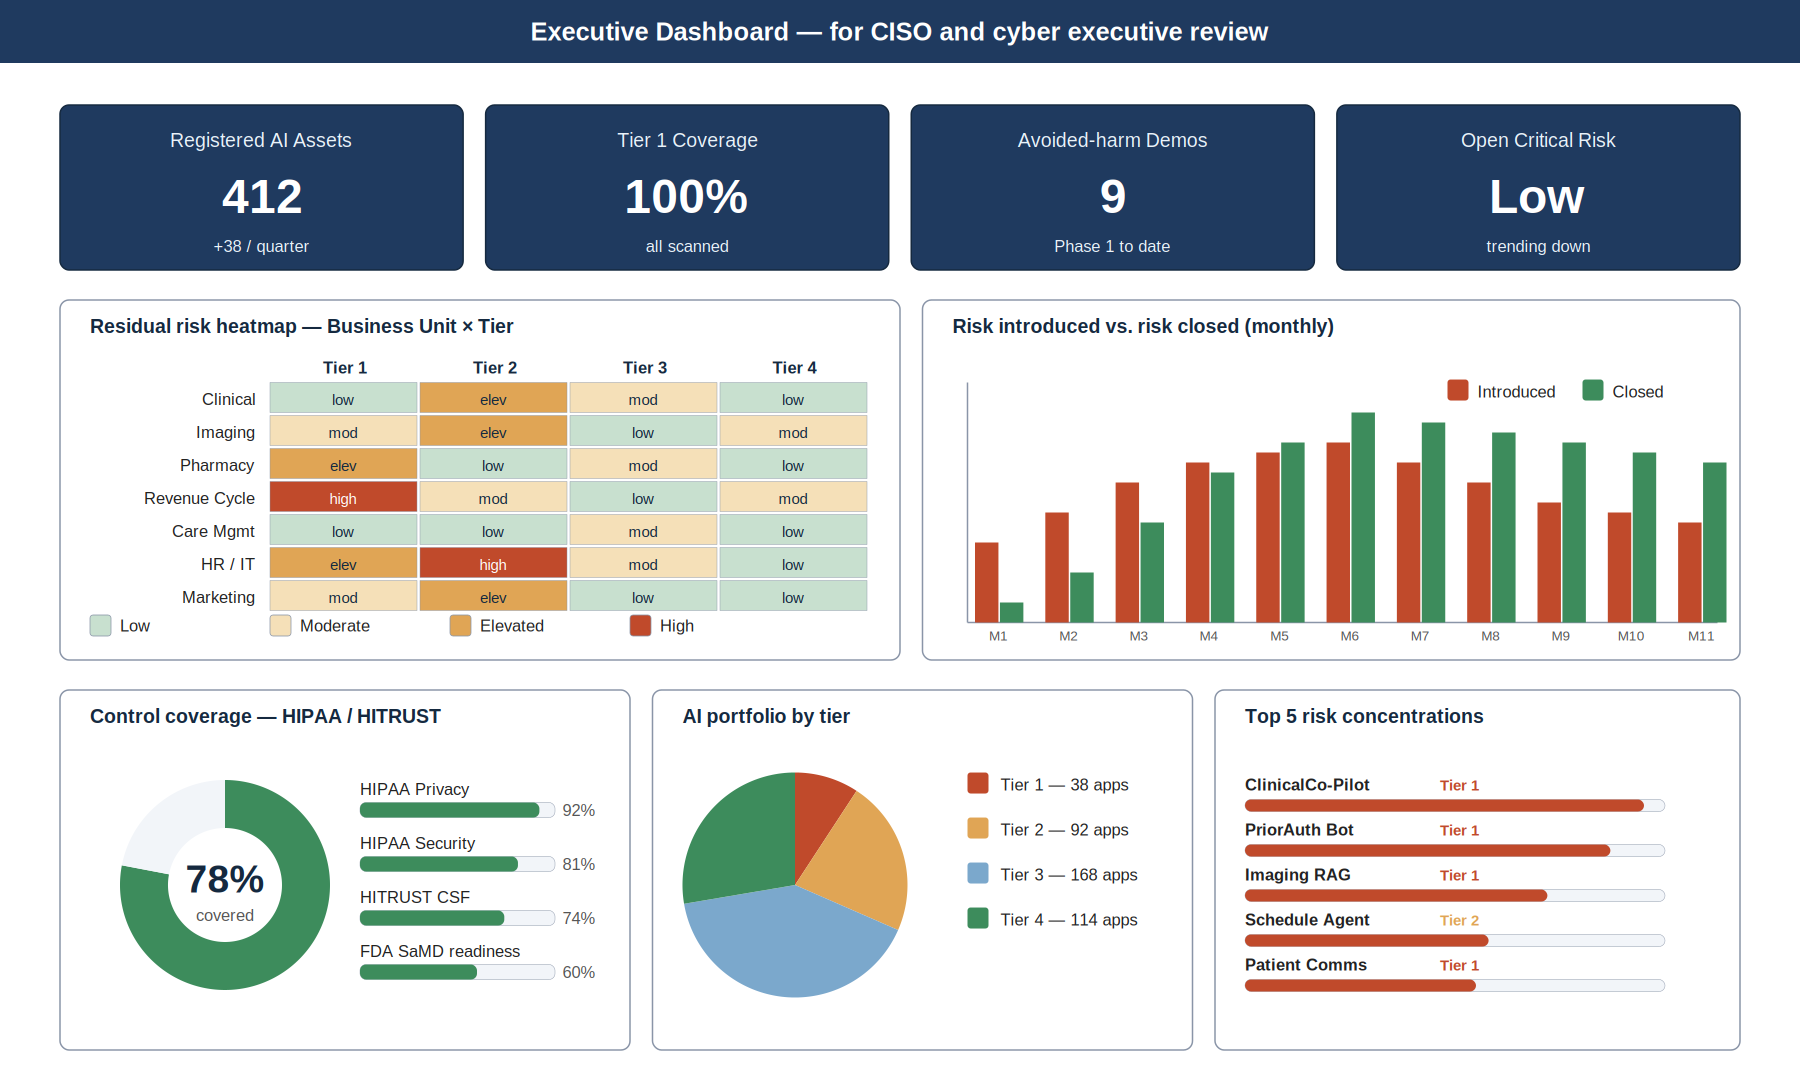 Executive Dashboard — for CISO and cyber executive review
Registered AI Assets
412
+38 / quarter
Tier 1 Coverage
100%
all scanned
Avoided-harm Demos
9
Phase 1 to date
Open Critical Risk
Low
trending down
Residual risk heatmap — Business Unit × Tier
Tier 1 Tier 2 Tier 3 Tier 4
Clinical low elev mod low
Imaging mod elev low mod
Pharmacy elev low mod low
Revenue Cycle high mod low mod
Care Mgmt low low mod low
HR / IT elev high mod low
Marketing mod elev low low
Low Moderate Elevated High
Risk introduced vs. risk closed (monthly)
Introduced Closed
M1 M2 M3 M4 M5 M6 M7 M8 M9 M10 M11
Control coverage — HIPAA / HITRUST
78%
covered
HIPAA Privacy
92%
HIPAA Security
81%
HITRUST CSF
74%
FDA SaMD readiness
60%
AI portfolio by tier
Tier 1 — 38 apps
Tier 2 — 92 apps
Tier 3 — 168 apps
Tier 4 — 114 apps
Top 5 risk concentrations
ClinicalCo-Pilot Tier 1
PriorAuth Bot Tier 1
Imaging RAG Tier 1
Schedule Agent Tier 2
Patient Comms Tier 1